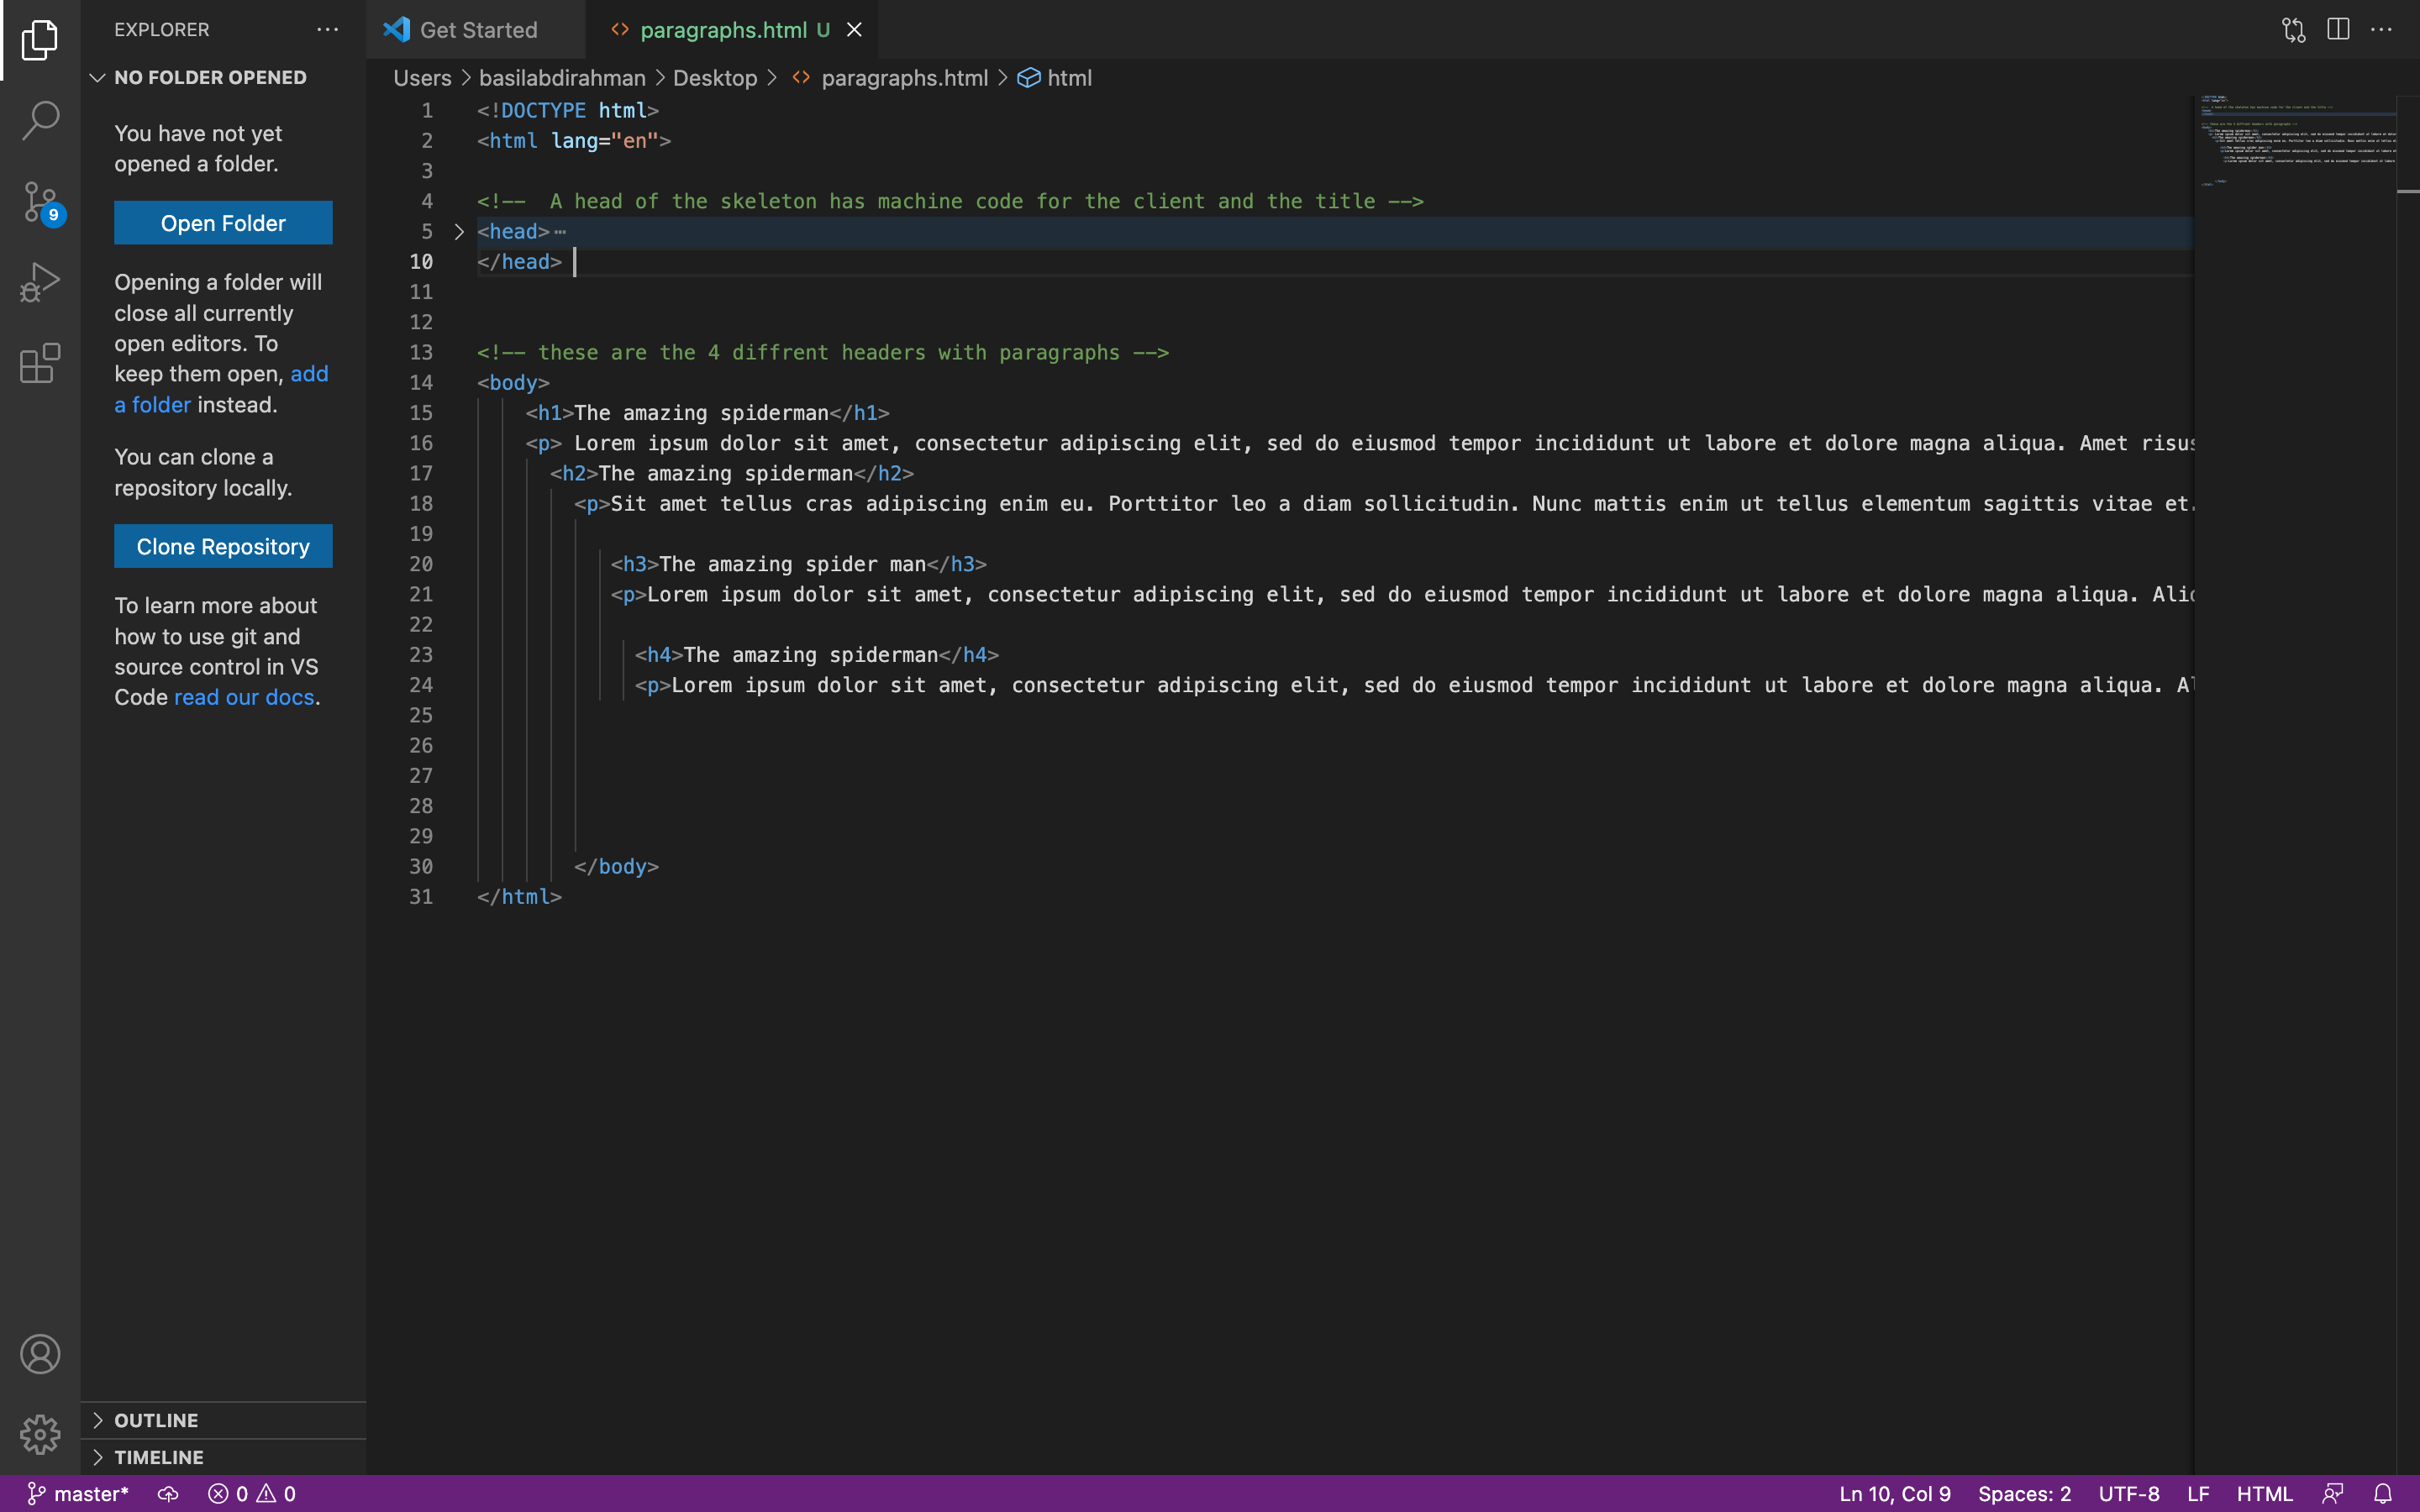 EXPLORER
NO FOLDER OPENED
You have not yet
opened a folder.
Open Folder
Opening a folder will
close all currently
open editors. To
keep them open, add
a folder instead.
You can clone a
repository locally.
Clone Repository
To learn more about
how to use git and
source control in VS
Code read our docs.
OUTLINE
TIMELINE
9
Get Started
paragraphs.html U
Users > basilabdirahman > Desktop > paragraphs.html > html
1 <!DOCTYPE html>
2 <html lang="en">
3
4 <!-- A head of the skeleton has machine code for the client and the title -->
5 <head>…
10 </head>
11
12
13 <!-- these are the 4 diffrent headers with paragraphs -->
14 <body>
15 <h1>The amazing spiderman</h1>
16 <p> Lorem ipsum dolor sit amet, consectetur adipiscing elit, sed do eiusmod tempor incididunt ut labore et dolore magna aliqua. Amet risus
17 <h2>The amazing spiderman</h2>
18 <p>Sit amet tellus cras adipiscing enim eu. Porttitor leo a diam sollicitudin. Nunc mattis enim ut tellus elementum sagittis vitae et.
19
20 <h3>The amazing spider man</h3>
21 <p>Lorem ipsum dolor sit amet, consectetur adipiscing elit, sed do eiusmod tempor incididunt ut labore et dolore magna aliqua.
22
23 <h4>The amazing spiderman</h4>
24 <p>Lorem ipsum dolor sit amet, consectetur adipiscing elit, sed do eiusmod tempor incididunt ut labore et dolore magna aliqua.
25
26
27
28
29
30 </body>
31 </html>
master*
0
0
Ln 10, Col 9
Spaces: 2
UTF-8
LF
HTML